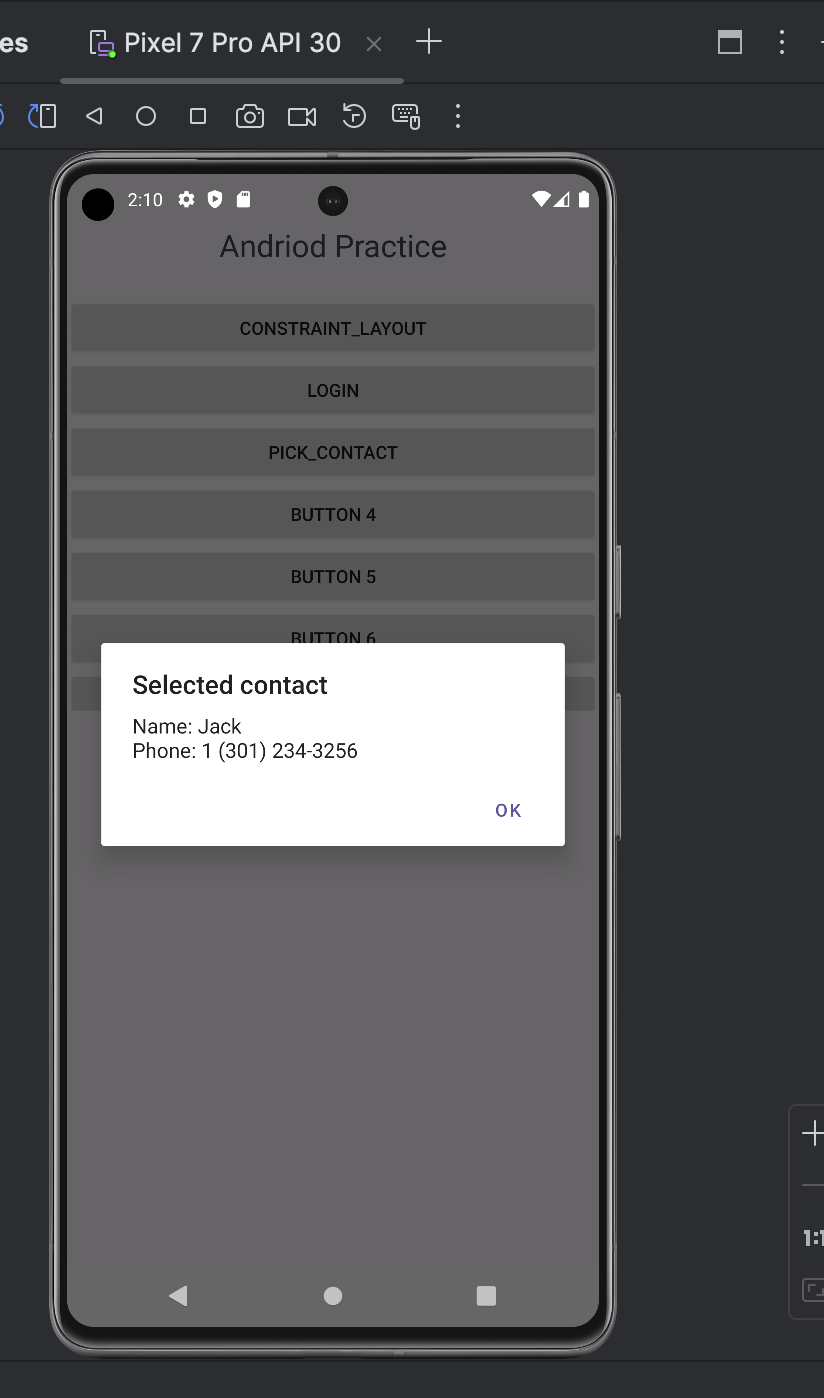 es
Pixel 7 Pro API 30
2:10
Andriod Practice
CONSTRAINT_LAYOUT
LOGIN
PICK_CONTACT
BUTTON 4
BUTTON 5
BUTTON 6
Selected contact
Name: Jack
Phone: 1 (301) 234-3256
OK
1:1